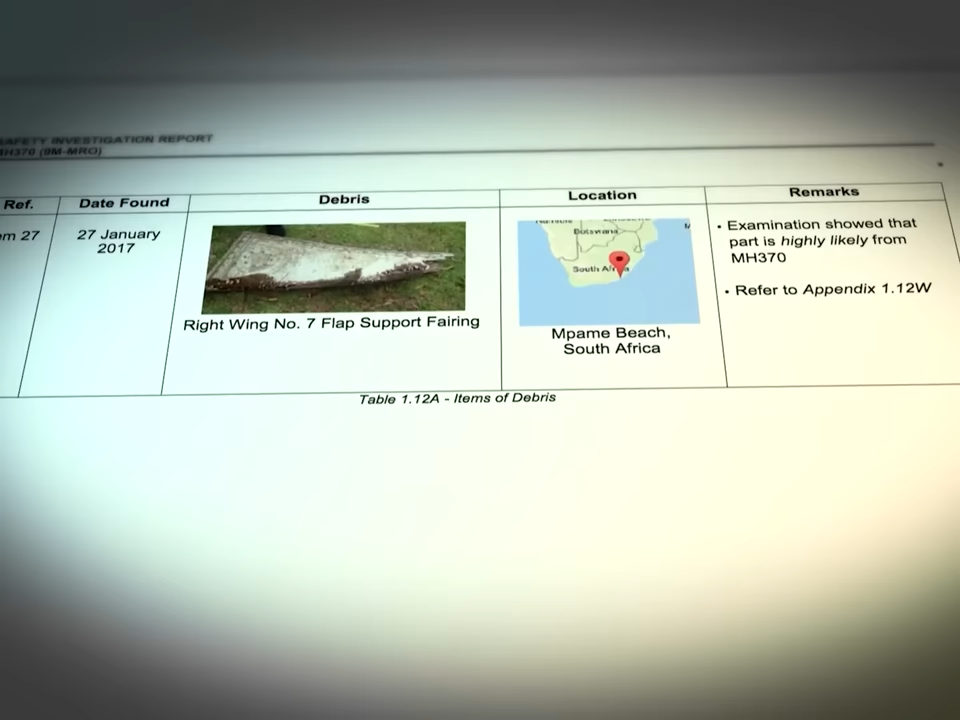 SAFETY INVESTIGATION REPORT
MH370 (9M-MRO)
Ref.
Date Found
Debris
Location
Remarks
em 27
27 January
2017
Right Wing No. 7 Flap Support Fairing
Botswana
South Africa
Mpame Beach,
South Africa
• Examination showed that
part is highly likely from
MH370
• Refer to Appendix 1.12W
Table 1.12A - Items of Debris